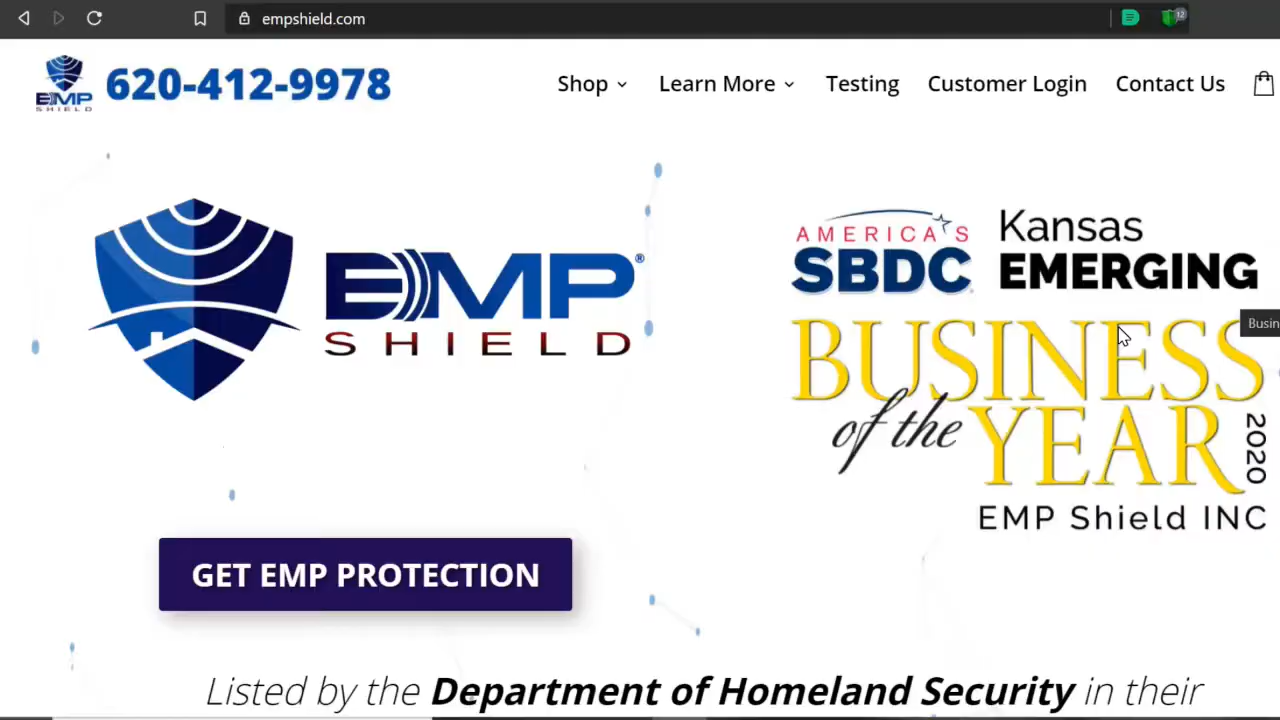 empshield.com
12
EMP
SHIELD
620-412-9978
Shop
Learn More
Testing
Customer Login
Contact Us
EMP®
SHIELD
AMERICA'S
SBDC
Kansas
EMERGING
Busin
BUSINESS
of the YEAR
2020
EMP Shield INC
GET EMP PROTECTION
Listed by the Department of Homeland Security in their